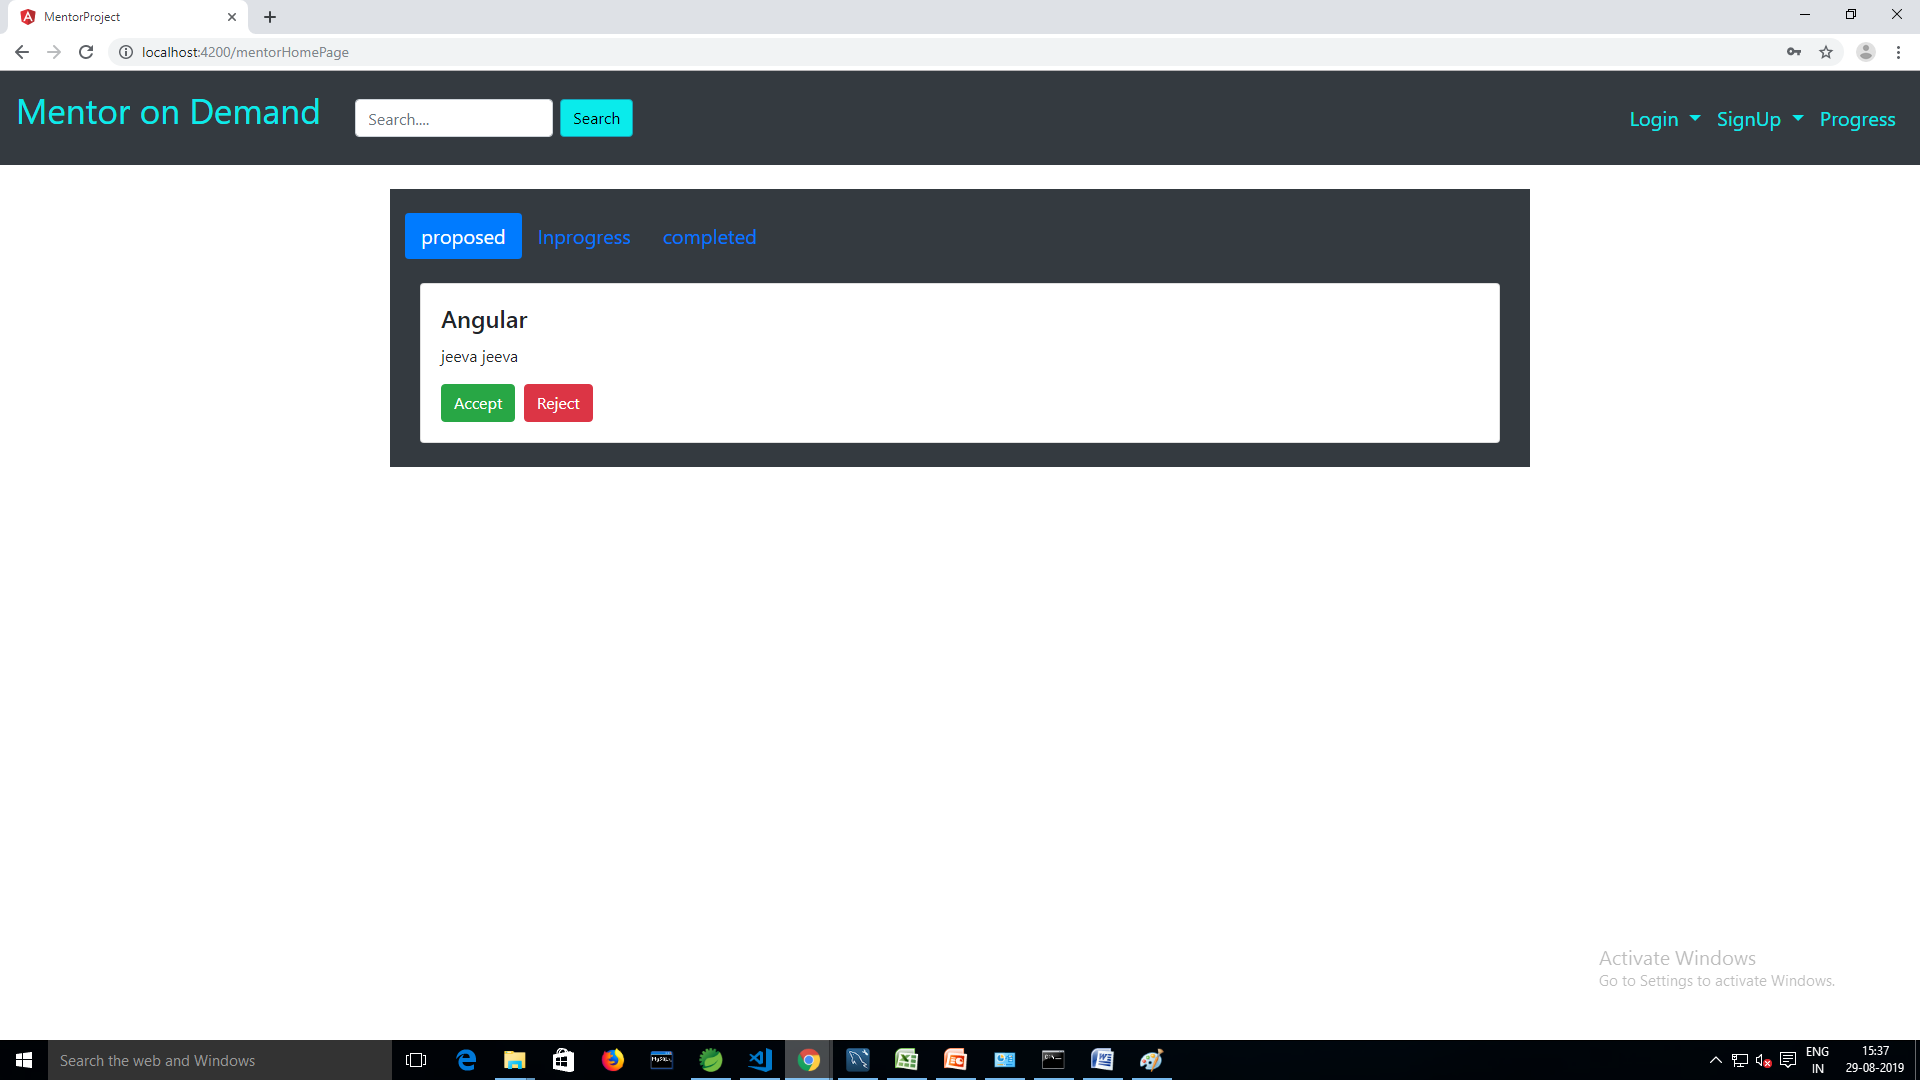 MentorProject
localhost:4200/mentorHomePage
Mentor on Demand
Search....
Search
Login
SignUp
Progress
proposed
Inprogress
completed
Angular
jeeva jeeva
Accept
Reject
Activate Windows
Go to Settings to activate Windows.
Search the web and Windows
ENG
IN
15:37
29-08-2019